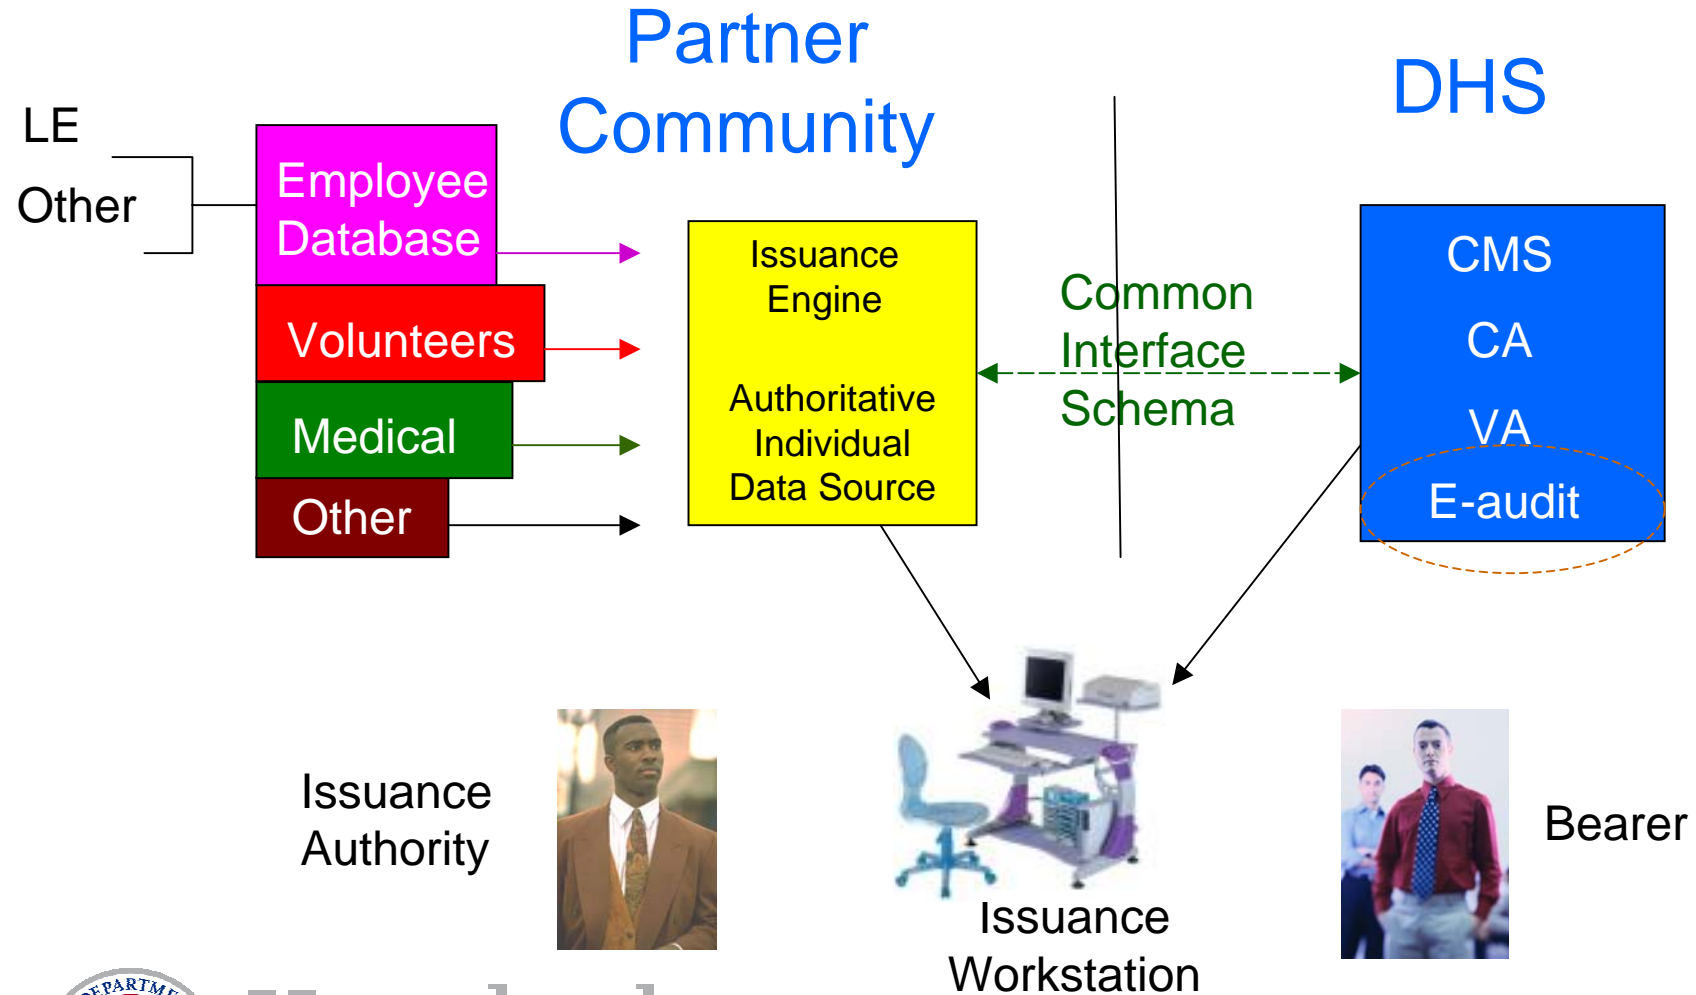 Partner
Community
DHS
LE
Other
Employee
Database
Volunteers
Medical
Other
Issuance
Engine
Authoritative
Individual
Data Source
Common
Interface
Schema
CMS
CA
VA
E-audit
Issuance
Authority
Issuance
Workstation
Bearer